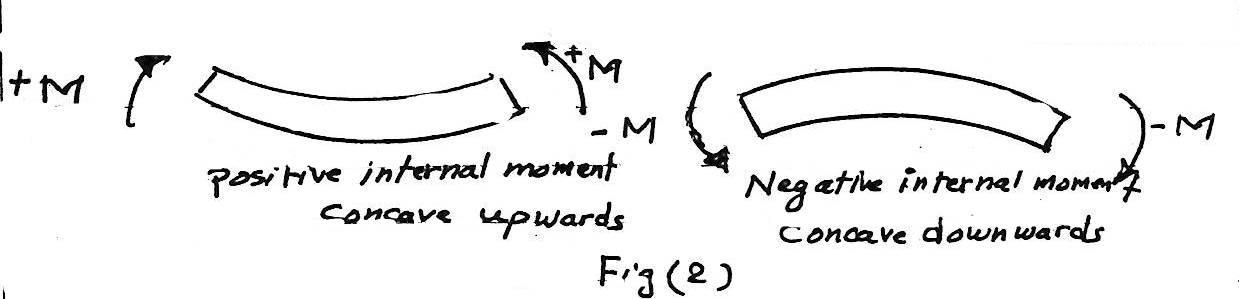 +M
+M
-M
-M
positive internal moment
concave upwards
Negative internal moment
concave downwards
Fig (2)